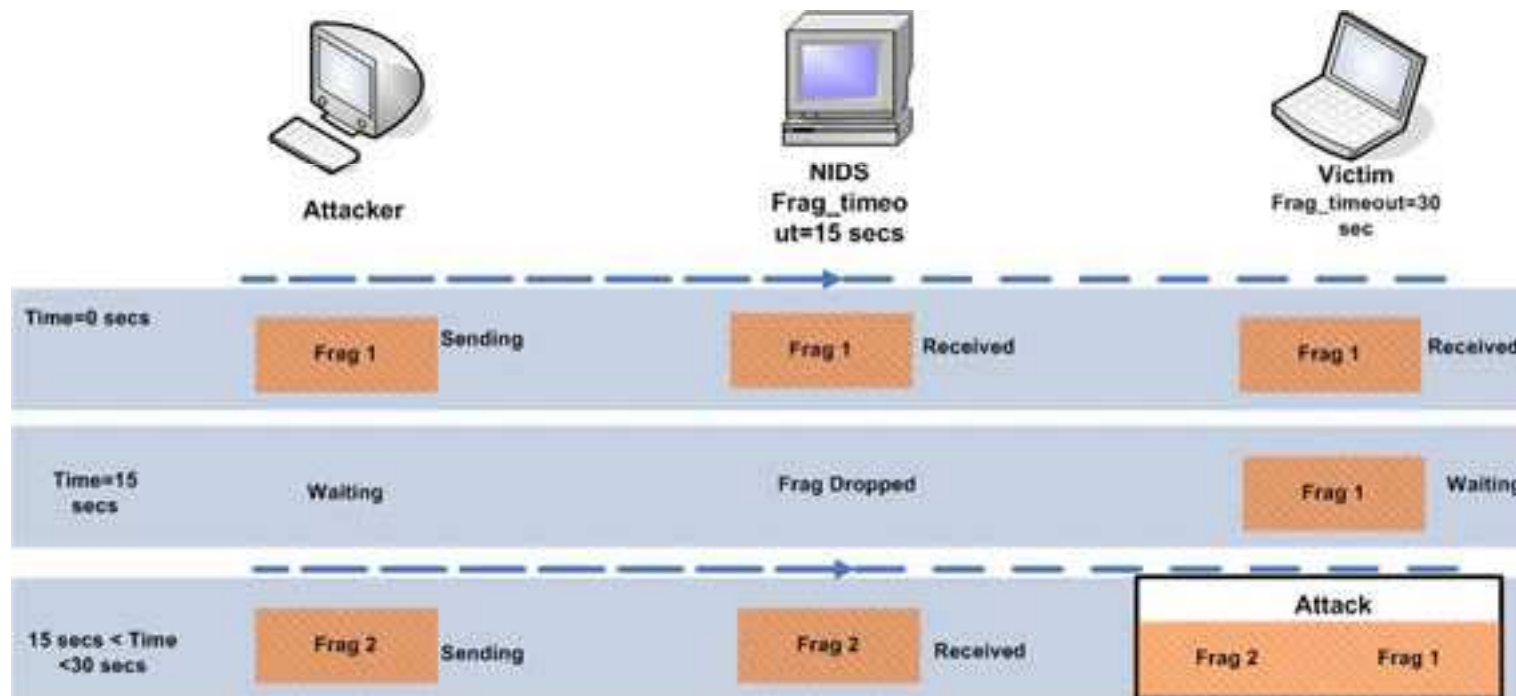 Attacker
NIDS
Frag_timeo
ut=15 secs
Victim
Frag_timeout=30
sec
Time=0 secs
Frag 1
Sending
Frag 1
Received
Frag 1
Received
Time=15
secs
Waiting
Frag Dropped
Frag 1
Waiting
15 secs < Time
<30 secs
Frag 2
Sending
Frag 2
Received
Attack
Frag 2
Frag 1